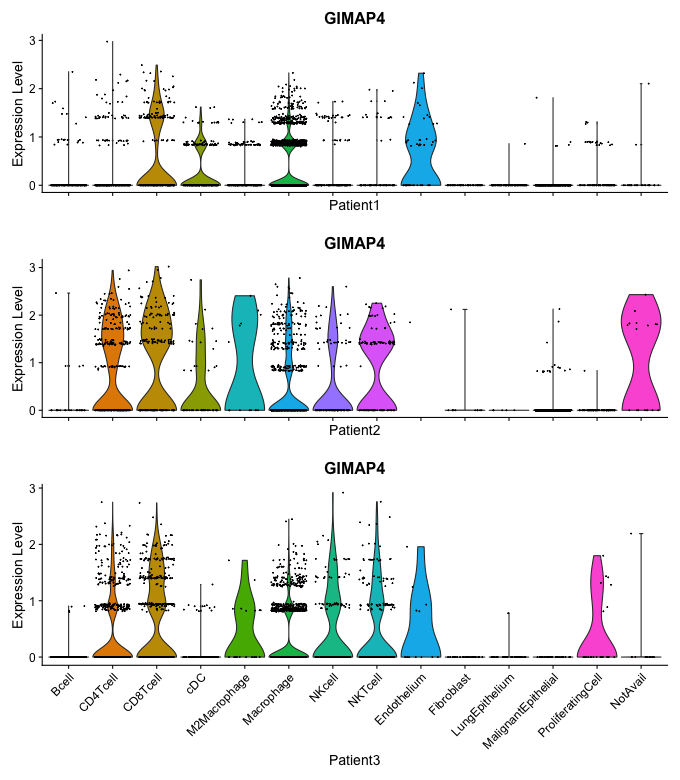 GIMAP4
Expression Level
3
2
1
0
Patient1
GIMAP4
Expression Level
3
2
1
0
Patient2
GIMAP4
Expression Level
3
2
1
0
Bcell
CD4Tcell
CD8Tcell
cDC
M2Macrophage
Macrophage
NKcell
NKTcell
Endothelium
Fibroblast
LungEpithelium
MalignantEpithelial
ProliferatingCell
NotAvail
Patient3